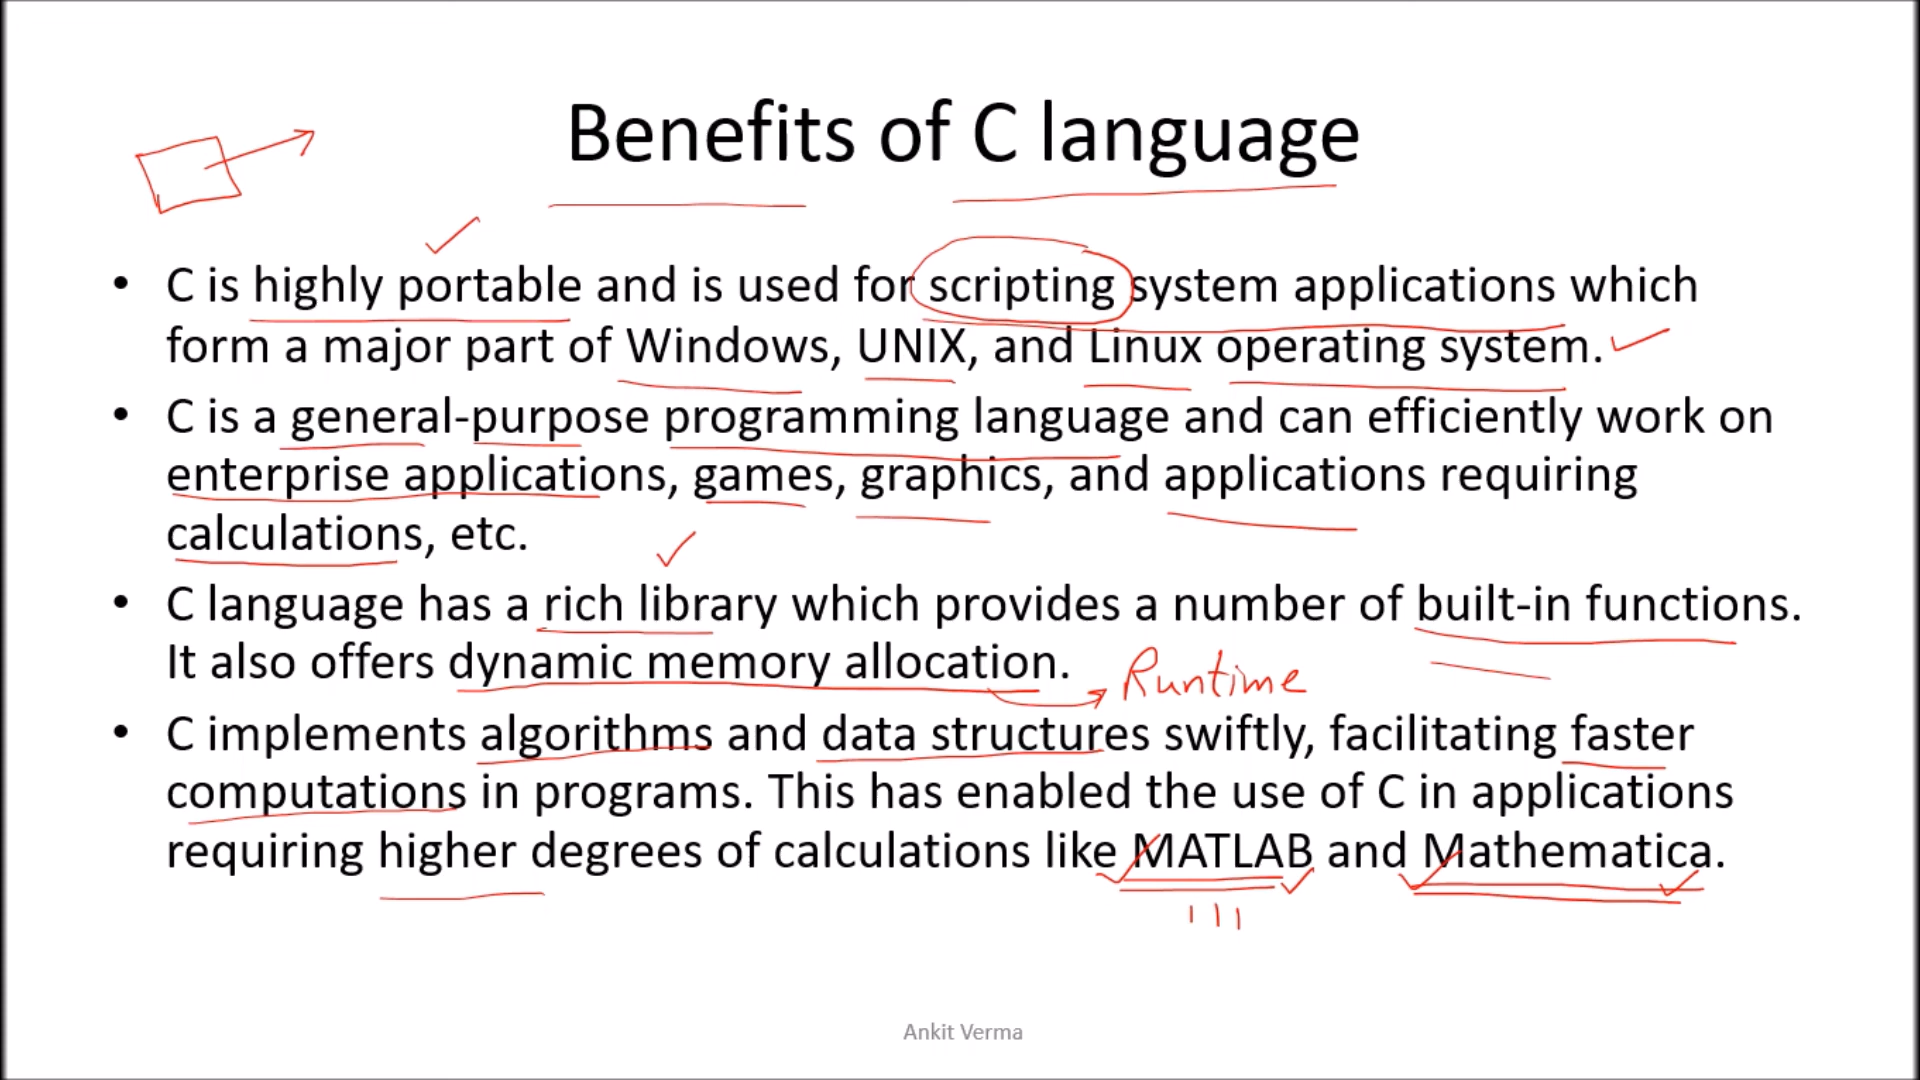 Benefits of C language
• C is highly portable and is used for scripting system applications which
form a major part of Windows, UNIX, and Linux operating system.
• C is a general-purpose programming language and can efficiently work on
enterprise applications, games, graphics, and applications requiring
calculations, etc.
• C language has a rich library which provides a number of built-in functions.
It also offers dynamic memory allocation.
Runtime
• C implements algorithms and data structures swiftly, facilitating faster
computations in programs. This has enabled the use of C in applications
requiring higher degrees of calculations like MATLAB and Mathematica.
Ankit Verma